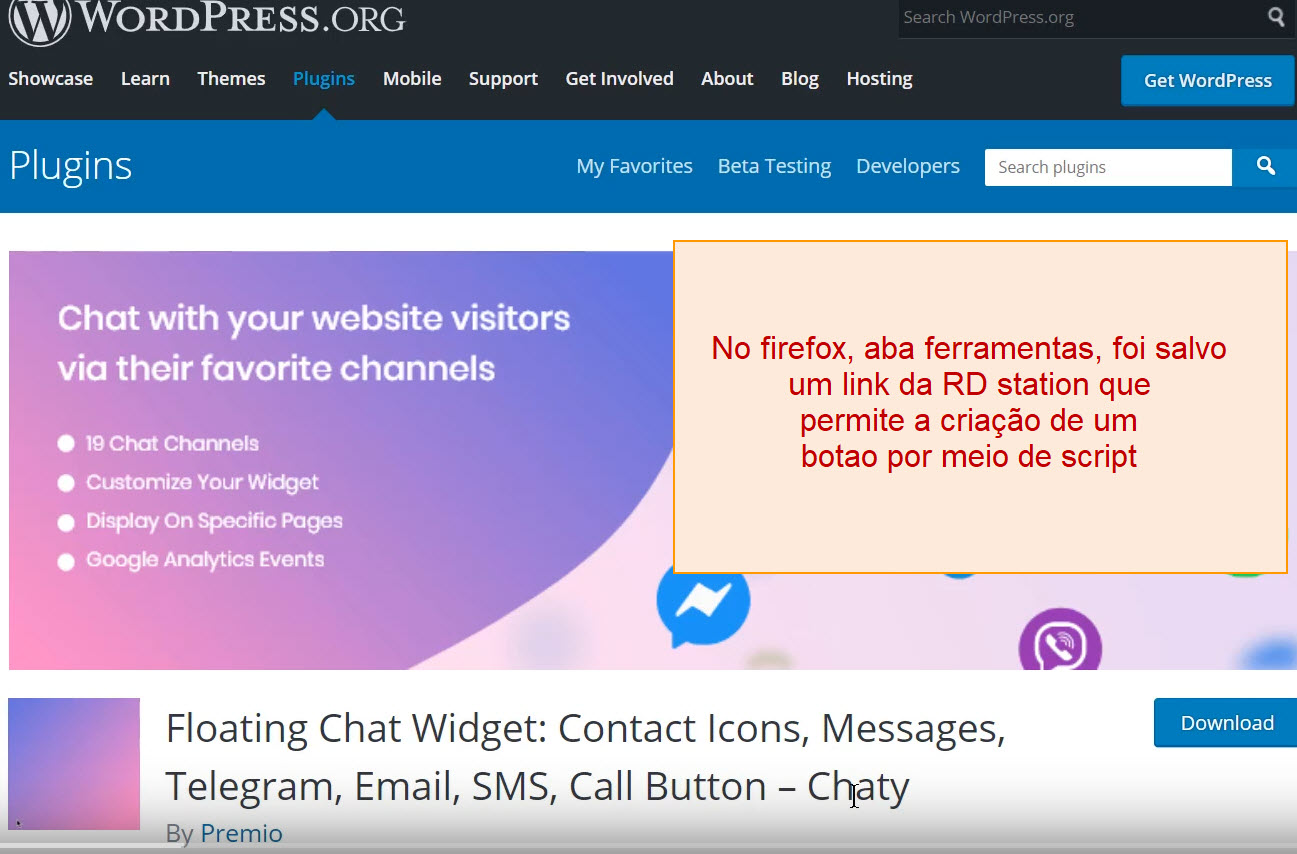 WORDPRESS.ORG
Search WordPress.org
Showcase Learn Themes Plugins Mobile Support Get Involved About Blog Hosting
Get WordPress
Plugins
My Favorites Beta Testing Developers
Search plugins
Chat with your website visitors
via their favorite channels
19 Chat Channels
Customize Your Widget
Display On Specific Pages
Google Analytics Events
No firefox, aba ferramentas, foi salvo
um link da RD station que
permite a criação de um
botao por meio de script
Floating Chat Widget: Contact Icons, Messages,
Telegram, Email, SMS, Call Button – Chaty
By Premio
Download